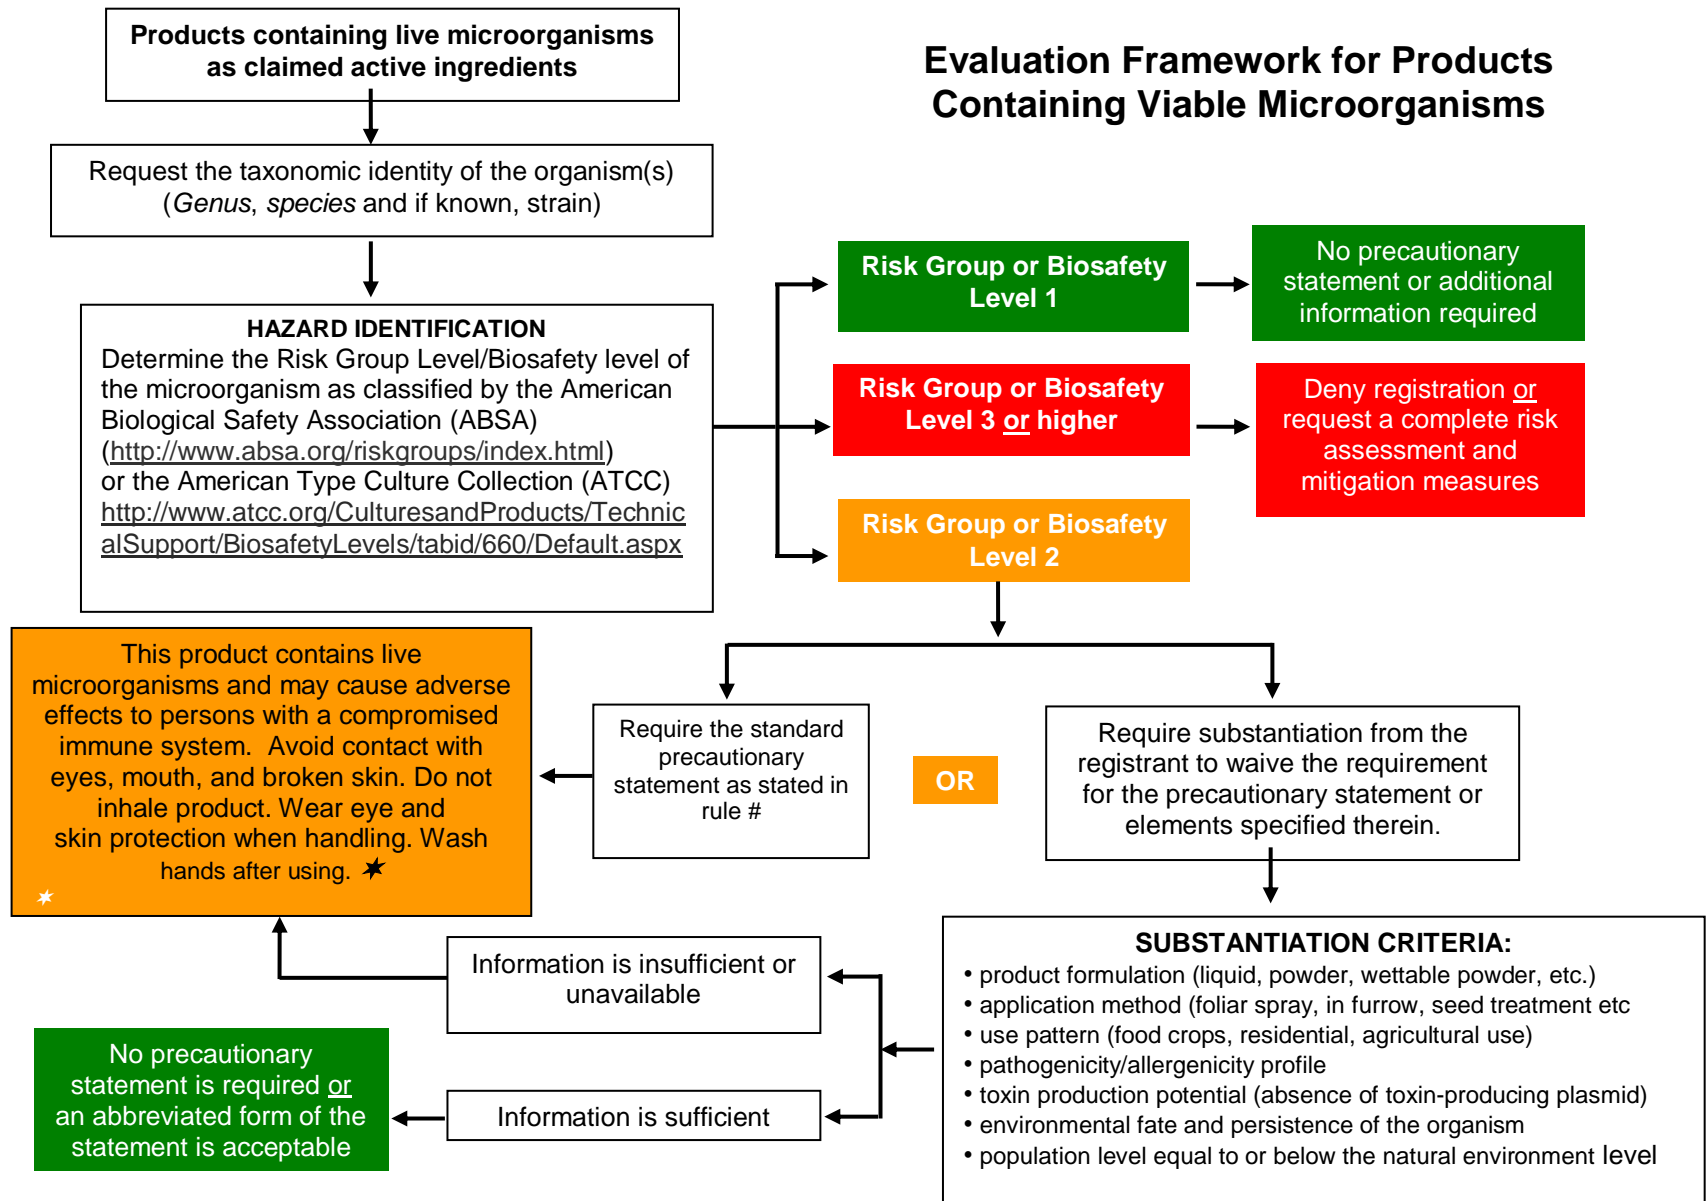 Products containing live microorganisms
as claimed active ingredients
Evaluation Framework for Products
Containing Viable Microorganisms
Request the taxonomic identity of the organism(s)
(Genus, species and if known, strain)
HAZARD IDENTIFICATION
Determine the Risk Group Level/Biosafety level of
the microorganism as classified by the American
Biological Safety Association (ABSA)
(http://www.absa.org/riskgroups/index.html)
or the American Type Culture Collection (ATCC)
http://www.atcc.org/CulturesandProducts/Technic
alSupport/BiosafetyLevels/tabid/660/Default.aspx
Risk Group or Biosafety
Level 1
No precautionary
statement or additional
information required
Risk Group or Biosafety
Level 3 or higher
Deny registration or
request a complete risk
assessment and
mitigation measures
Risk Group or Biosafety
Level 2
This product contains live
microorganisms and may cause adverse
effects to persons with a compromised
immune system. Avoid contact with
eyes, mouth, and broken skin. Do not
inhale product. Wear eye and
skin protection when handling. Wash
hands after using.
Require the standard
precautionary
statement as stated in
rule #
OR
Require substantiation from the
registrant to waive the requirement
for the precautionary statement or
elements specified therein.
SUBSTANTIATION CRITERIA:
• product formulation (liquid, powder, wettable powder, etc.)
• application method (foliar spray, in furrow, seed treatment etc
• use pattern (food crops, residential, agricultural use)
• pathogenicity/allergenicity profile
• toxin production potential (absence of toxin-producing plasmid)
• environmental fate and persistence of the organism
• population level equal to or below the natural environment level
Information is insufficient or
unavailable
Information is sufficient
No precautionary
statement is required or
an abbreviated form of the
statement is acceptable